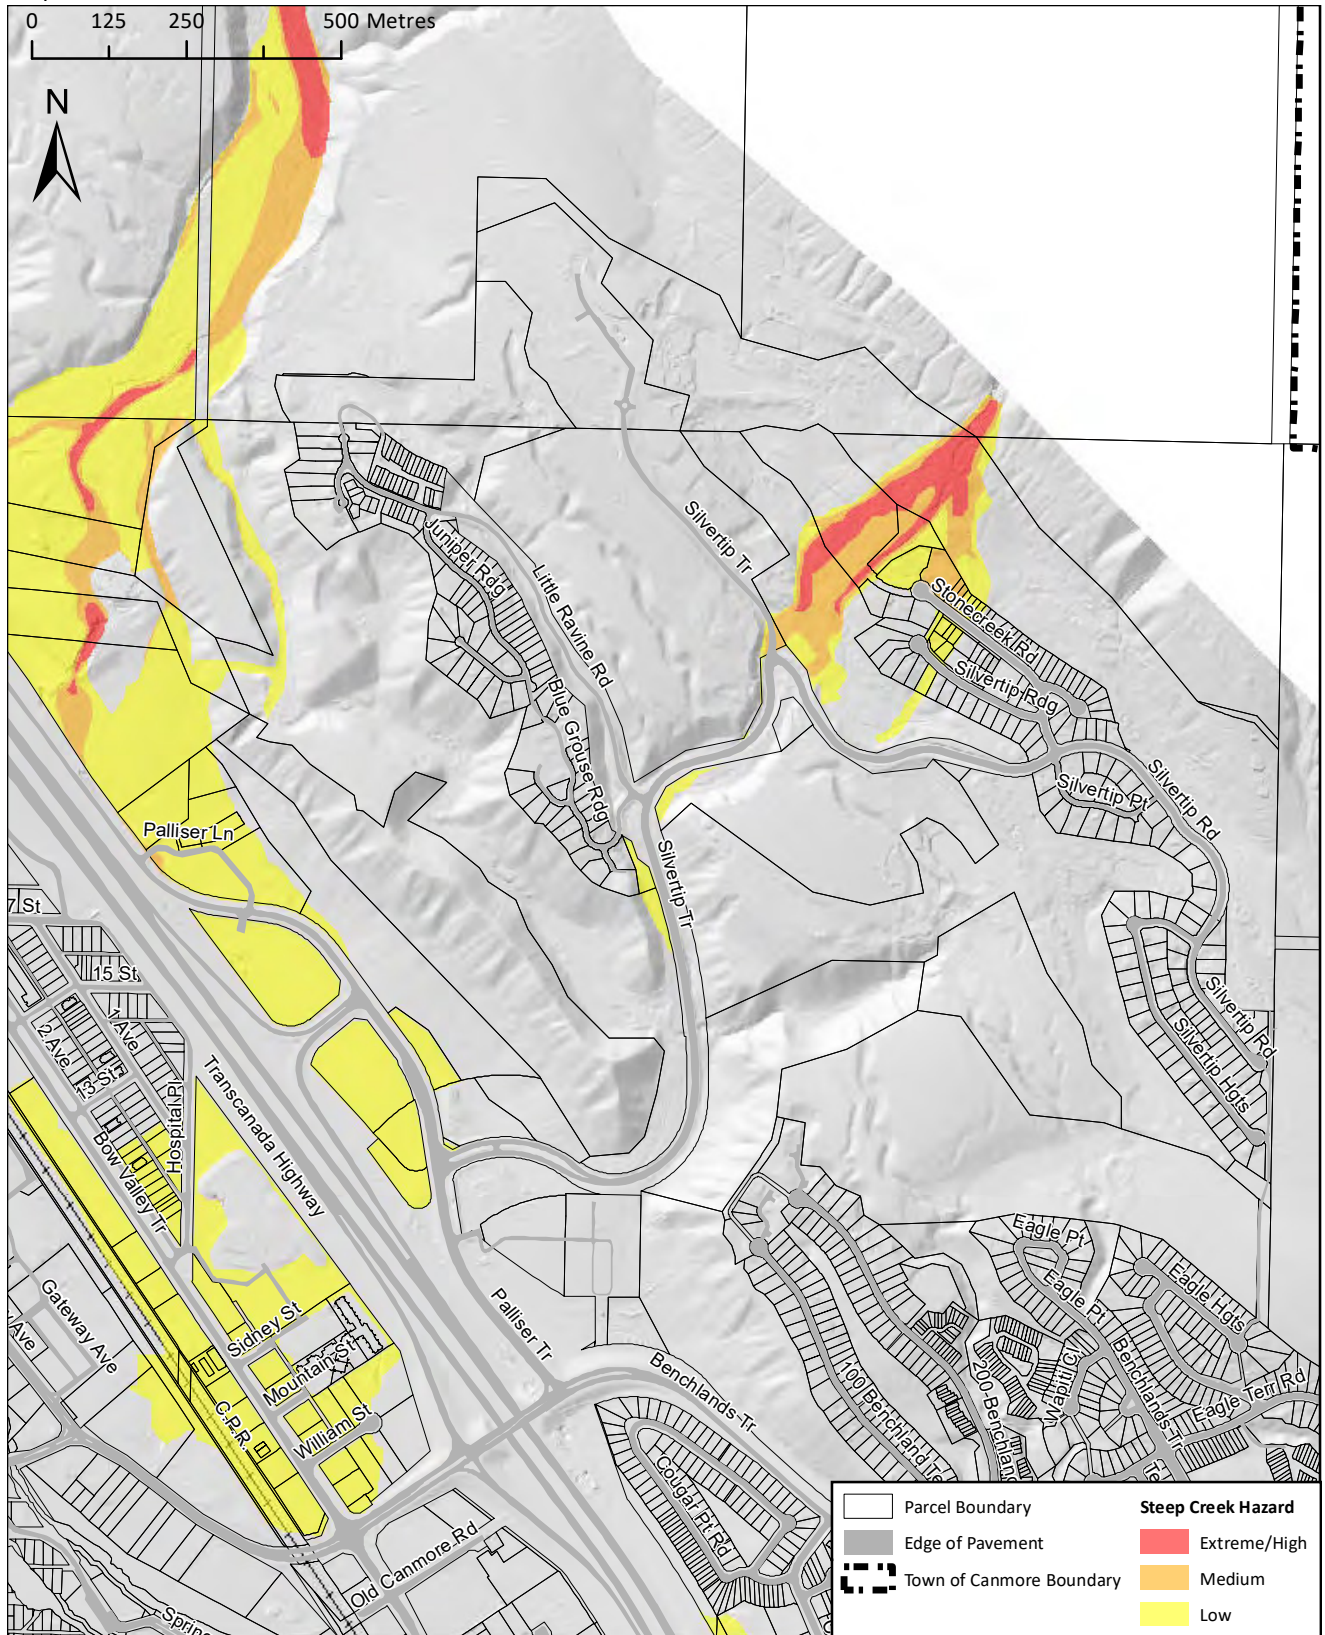 0 125 250 500 Metres
N
Silvertip Tr
Juniper Rdg
Little Ravine Rd
Stonecreek Rd
Silvertip Rdg
Blue Grouse Rdg
Silvertip Pt
Silvertip Rd
Palliser Ln
Silvertip Tr
7 St
15 St
1 Ave
2 Ave
13 St
Hospital Pl
Transcanada Highway
Bow Valley Tr
Silvertip Rd
Silvertip Hgts
Eagle Pt
Eagle Pt
Eagle Hgts
Gateway Ave
Ave
Sidney St
Mountain St
William St
C.P.R.
Palliser Tr
Benchlands Tr
100 Benchland Te
200 Benchland
Wapiti Cl
Benchlands Tr
Eagle Terr Rd
Te
Cougar Pt Rd
Old Canmore Rd
Spring
Parcel Boundary
Edge of Pavement
Town of Canmore Boundary
Steep Creek Hazard
Extreme/High
Medium
Low